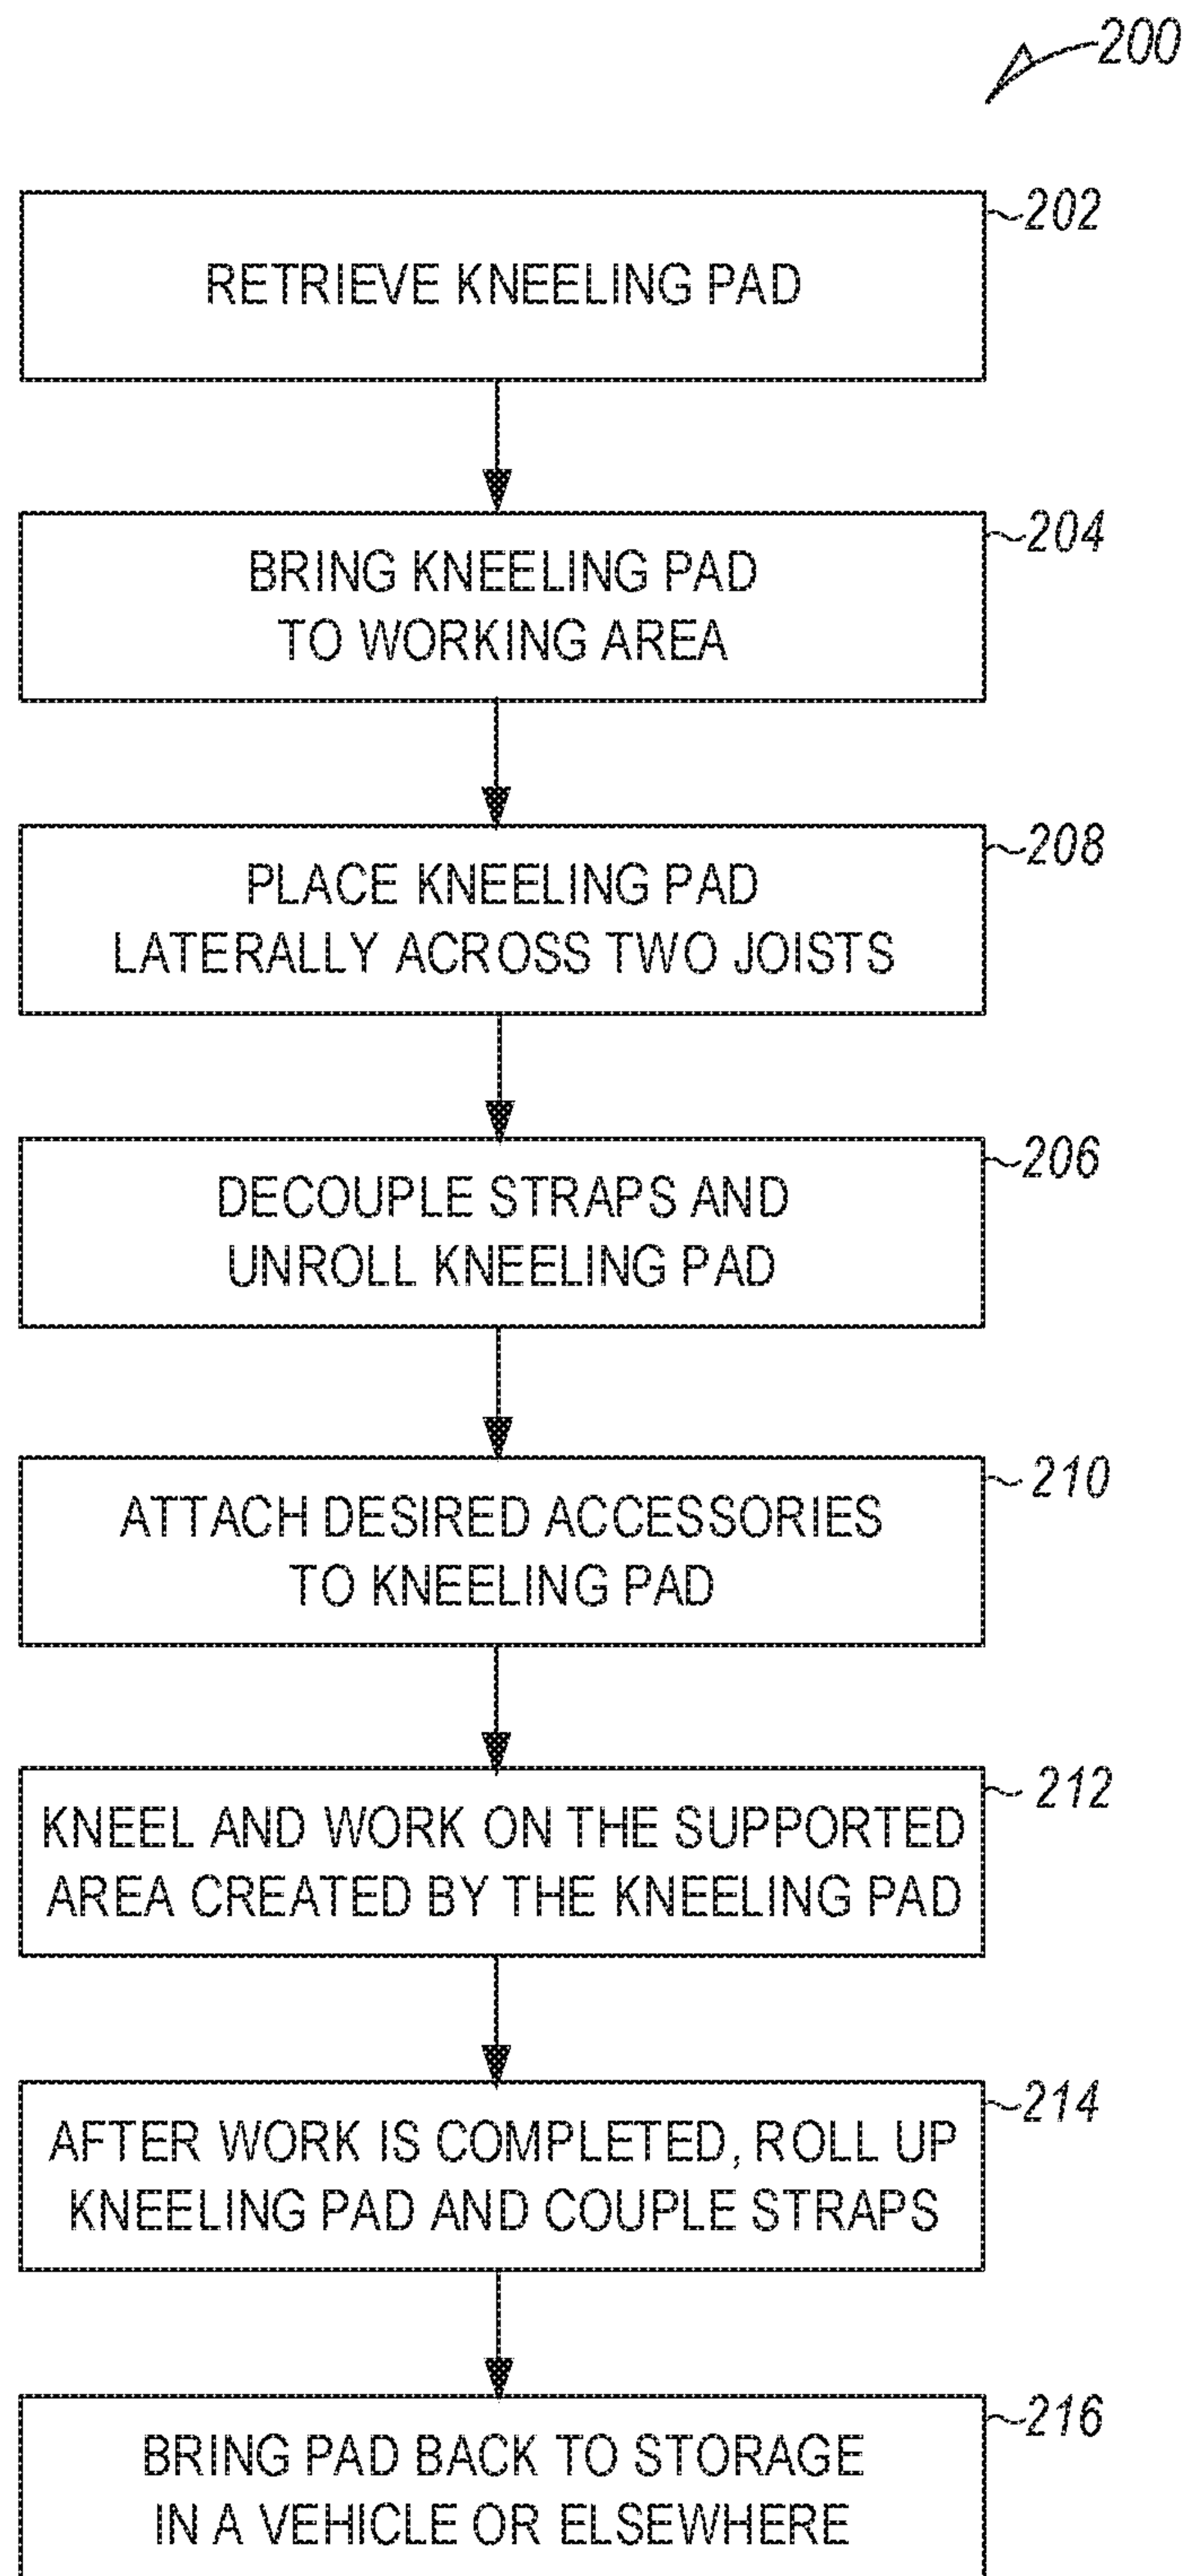 200
202
RETRIEVE KNEELING PAD
204
BRING KNEELING PAD
TO WORKING AREA
208
PLACE KNEELING PAD
LATERALLY ACROSS TWO JOISTS
206
DECOUPLE STRAPS AND
UNROLL KNEELING PAD
210
ATTACH DESIRED ACCESSORIES
TO KNEELING PAD
212
KNEEL AND WORK ON THE SUPPORTED
AREA CREATED BY THE KNEELING PAD
214
AFTER WORK IS COMPLETED, ROLL UP
KNEELING PAD AND COUPLE STRAPS
216
BRING PAD BACK TO STORAGE
IN A VEHICLE OR ELSEWHERE